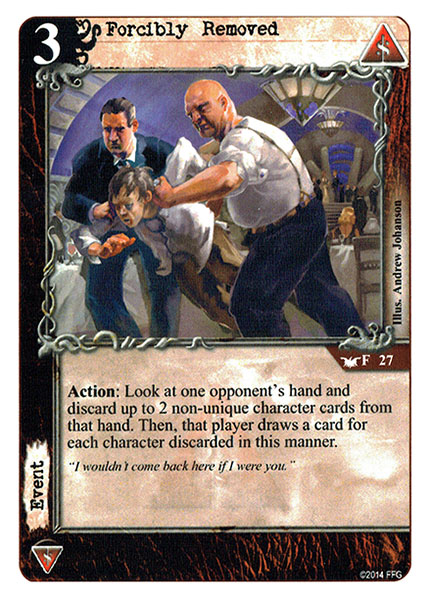 3
Forcibly Removed
Illus. Andrew Johanson
F 27
Action: Look at one opponent's hand and
discard up to 2 non-unique character cards from
that hand. Then, that player draws a card for
each character discarded in this manner.
"I wouldn't come back here if I were you."
Event
©2014 FFG